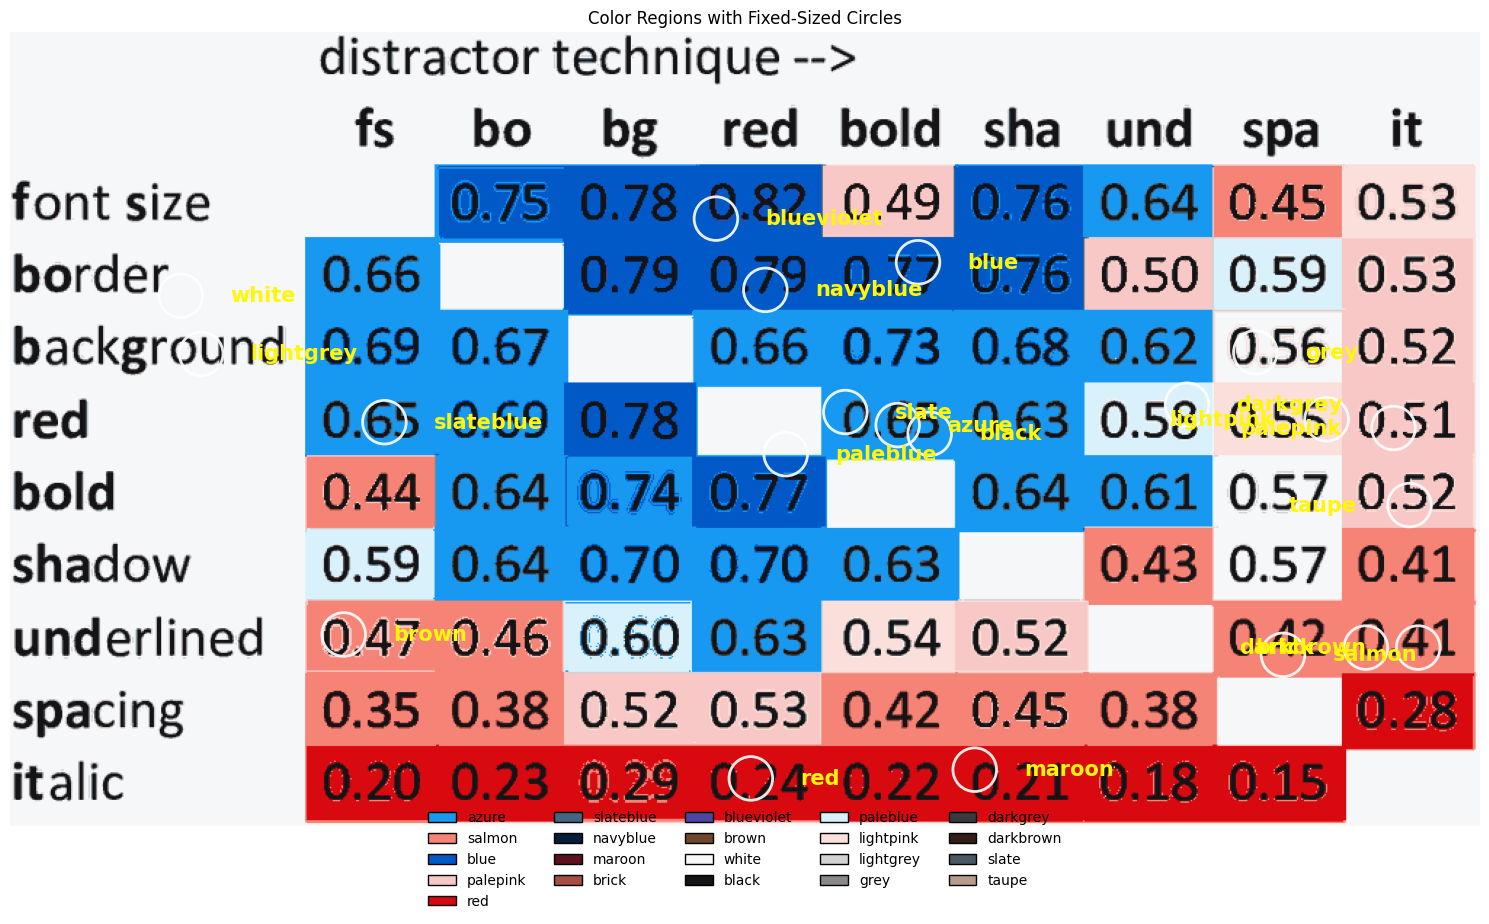 Color Regions with Fixed-Sized Circles
distractor technique -->
fs bo bg red bold sha und spa it
font size 0.75 0.78 0.82 0.49 0.76 0.64 0.45 0.53
blueviolet
border 0.66 0.79 0.79 0.77 0.76 0.50 0.59 0.53
blue
white navyblue
background 0.69 0.67 0.66 0.73 0.68 0.62 0.56 0.52
lightgrey grey
red 0.65 0.69 0.78 0.65 0.63 0.58 0.51
slateblue slate azure black lightpink darkgrey palepink
paleblue
bold 0.44 0.64 0.74 0.77 0.64 0.61 0.57 0.52
taupe
shadow 0.59 0.64 0.70 0.70 0.63 0.43 0.57 0.41
underlined 0.47 0.46 0.60 0.63 0.54 0.52 0.42 0.41
brown darkbrown brick salmon
spacing 0.35 0.38 0.52 0.53 0.42 0.45 0.38 0.28
italic 0.20 0.23 0.29 0.24 0.22 0.21 0.18 0.15
red maroon
azure slateblue blueviolet paleblue darkgrey
salmon navyblue brown lightpink darkbrown
blue maroon white lightgrey slate
palepink brick black grey taupe
red